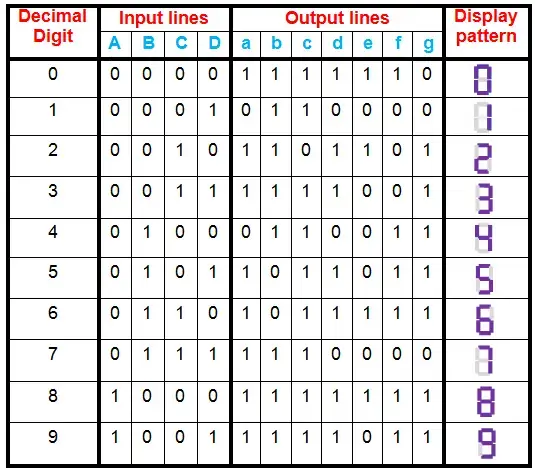 Decimal Digit Input lines Output lines Display pattern
A B C D a b c d e f g
0 0 0 0 0 1 1 1 1 1 1 0 0
1 0 0 0 1 0 1 1 0 0 0 0 1
2 0 0 1 0 1 1 0 1 1 0 1 2
3 0 0 1 1 1 1 1 1 0 0 1 3
4 0 1 0 0 0 1 1 0 0 1 1 4
5 0 1 0 1 1 0 1 1 0 1 1 5
6 0 1 1 0 1 0 1 1 1 1 1 6
7 0 1 1 1 1 1 1 0 0 0 0 7
8 1 0 0 0 1 1 1 1 1 1 1 8
9 1 0 0 1 1 1 1 1 0 1 1 9